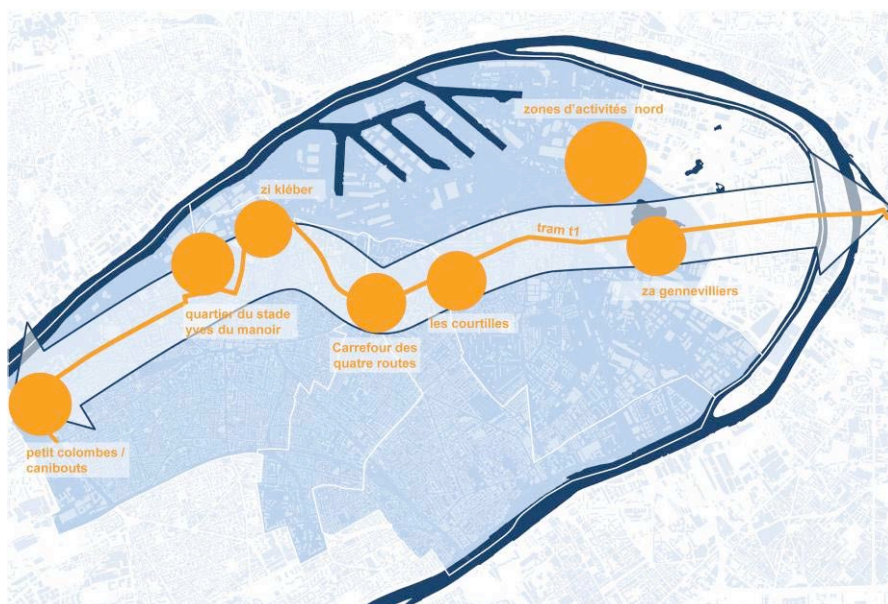 zones d'activités nord
zi kléber
tram t1
za gennevilliers
quartier du stade
yves du manoir
les courtilles
Carrefour des
quatre routes
petit colombes /
canibouts